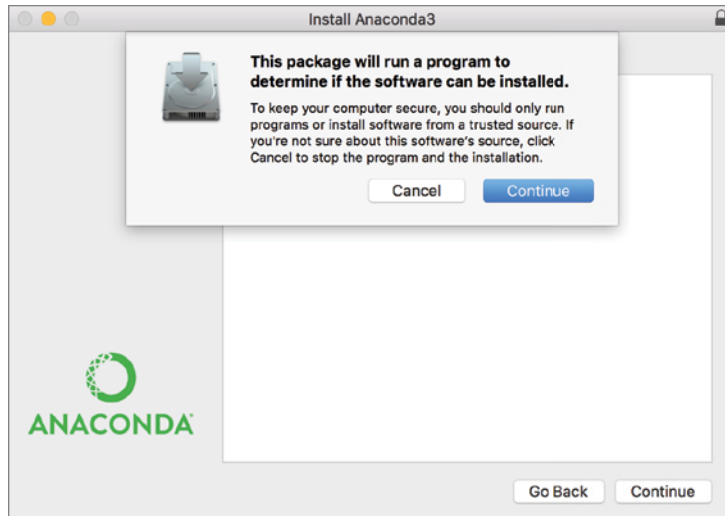 Install Anaconda3
This package will run a program to
determine if the software can be installed.
To keep your computer secure, you should only run
programs or install software from a trusted source. If
you're not sure about this software's source, click
Cancel to stop the program and the installation.
Cancel
Continue
ANACONDA
Go Back
Continue